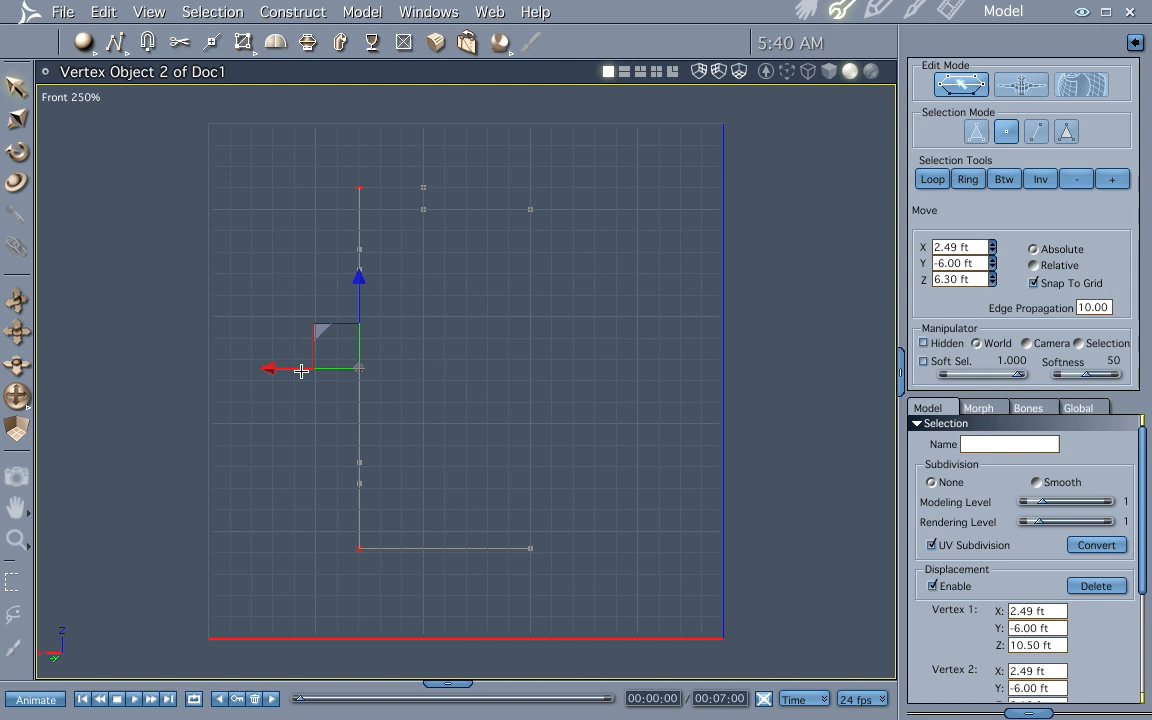 File Edit View Selection Construct Model Windows Web Help
Model
5:40 AM
Vertex Object 2 of Doc1
Front 250%
Z
Edit Mode
Selection Mode
Selection Tools
Loop Ring Btw Inv - +
Move
X 2.49 ft
Absolute
Y -6.00 ft
Relative
Z 6.30 ft
Snap To Grid
Edge Propagation 10.00
Manipulator
Hidden World Camera Selection
Soft Sel. 1.000 Softness 50
Model Morph Bones Global
Selection
Name
Subdivision
None Smooth
Modeling Level 1
Rendering Level 1
UV Subdivision Convert
Displacement
Enable Delete
Vertex 1: X: 2.49 ft
Y: -6.00 ft
Z: 10.50 ft
Vertex 2: X: 2.49 ft
Y: -6.00 ft
Animate 00:00:00 / 00:07:00 Time 24 fps